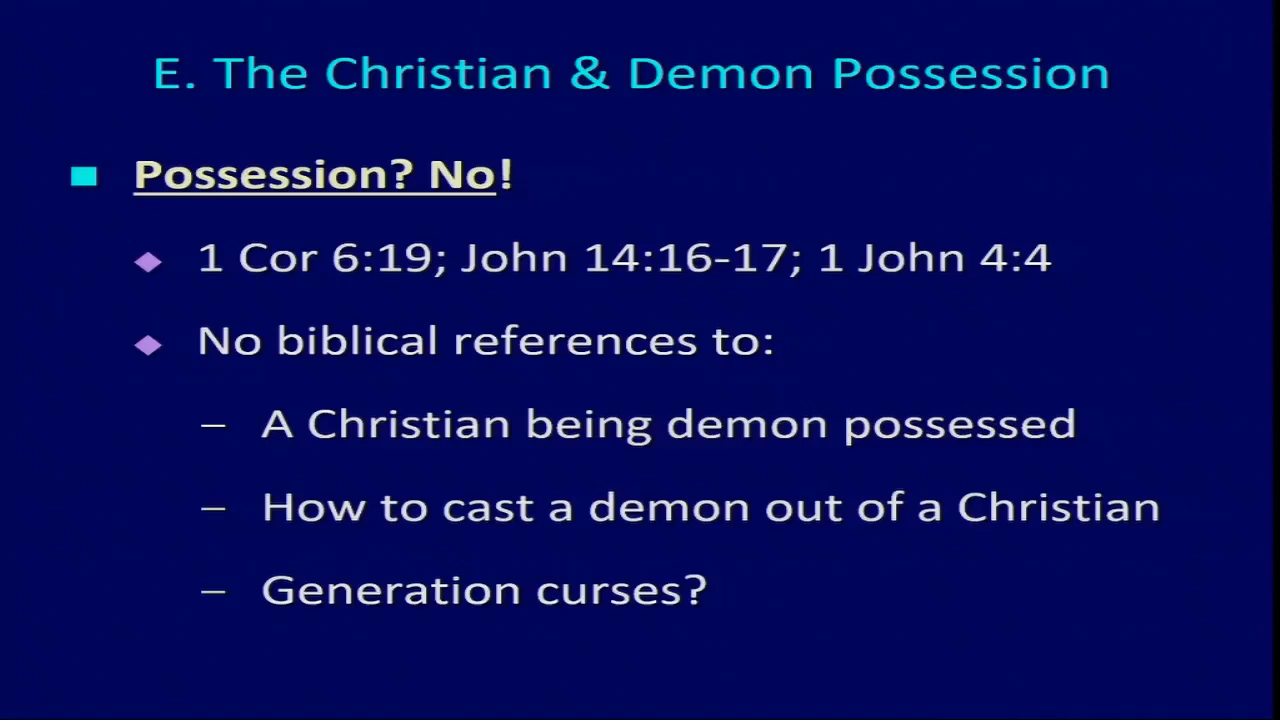 E. The Christian & Demon Possession
Possession? No!
1 Cor 6:19; John 14:16-17; 1 John 4:4
No biblical references to:
– A Christian being demon possessed
– How to cast a demon out of a Christian
– Generation curses?